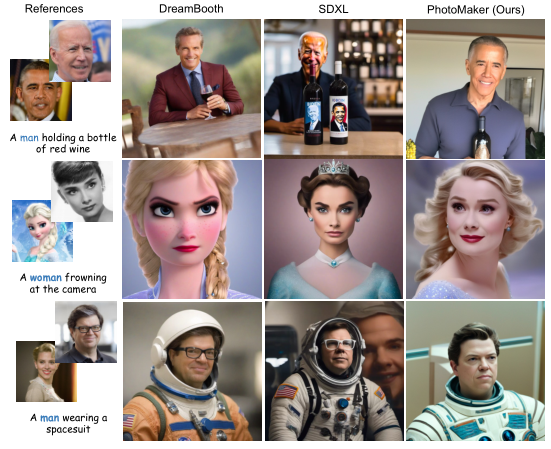 References
DreamBooth
SDXL
PhotoMaker (Ours)
A man holding a bottle
of red wine
A woman frowning
at the camera
A man wearing a
spacesuit